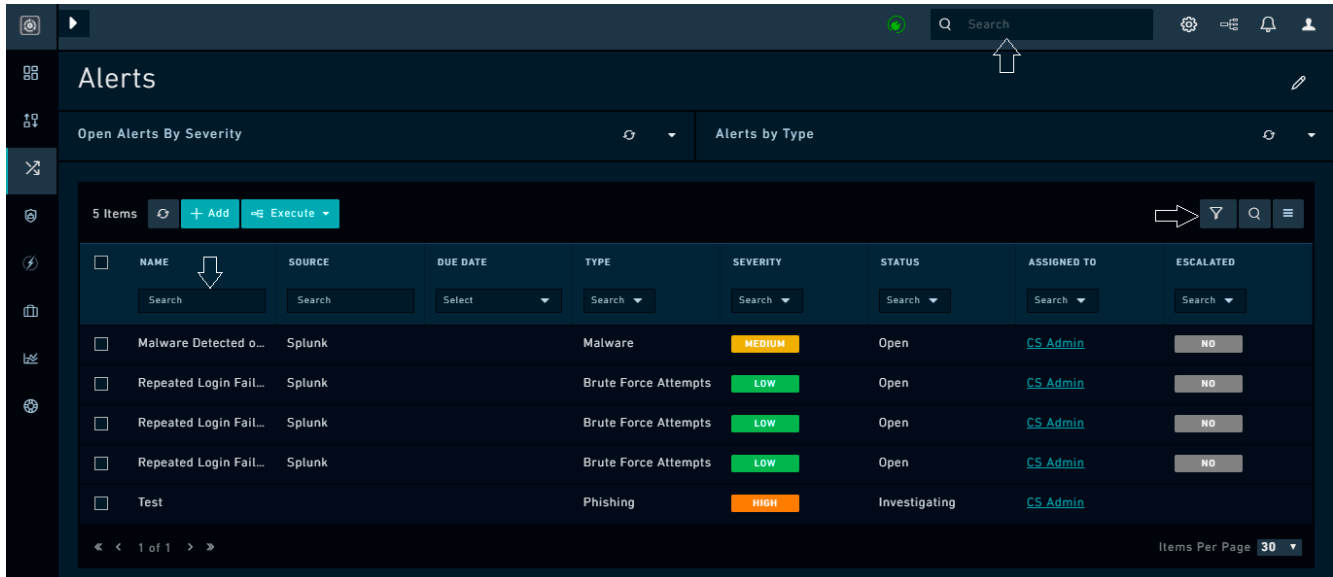 Search
Alerts
Open Alerts By Severity Alerts by Type
5 Items + Add Execute
NAME SOURCE DUE DATE TYPE SEVERITY STATUS ASSIGNED TO ESCALATED
Search Search Select Search Search Search Search Search
Malware Detected o... Splunk Malware MEDIUM Open CS Admin NO
Repeated Login Fail... Splunk Brute Force Attempts LOW Open CS Admin NO
Repeated Login Fail... Splunk Brute Force Attempts LOW Open CS Admin NO
Repeated Login Fail... Splunk Brute Force Attempts LOW Open CS Admin NO
Test Phishing HIGH Investigating CS Admin
« < 1 of 1 > » Items Per Page 30